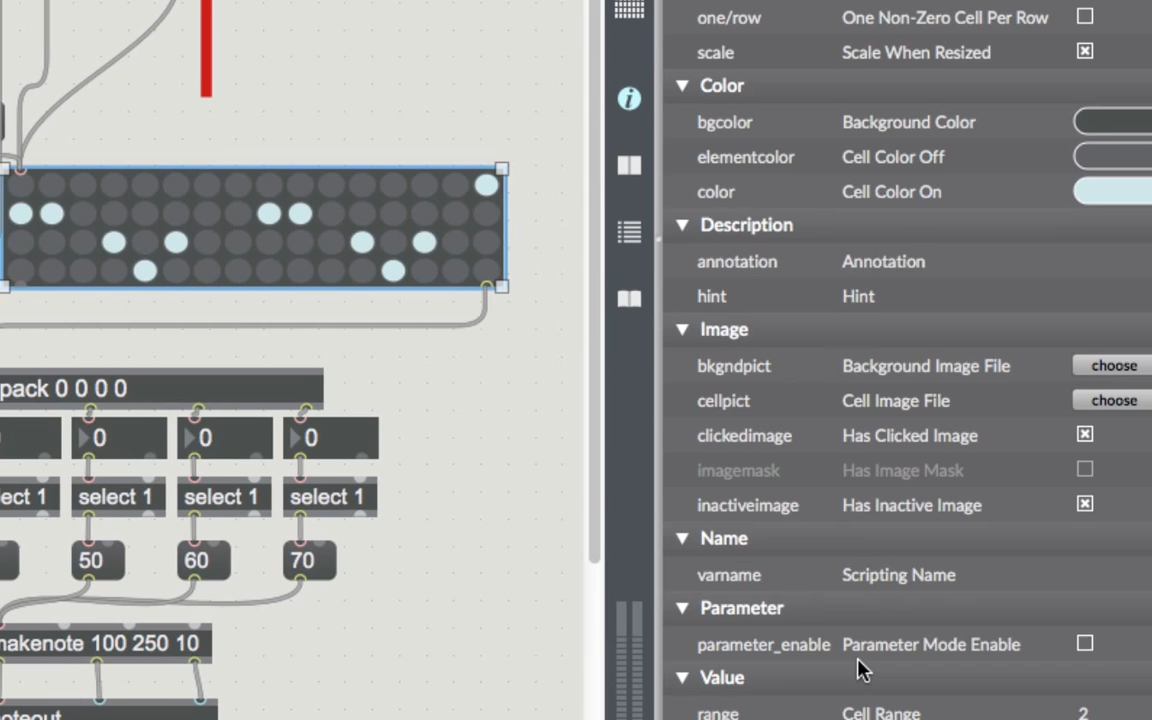 one/row One Non-Zero Cell Per Row
scale Scale When Resized
Color
bgcolor Background Color
elementcolor Cell Color Off
color Cell Color On
Description
annotation Annotation
hint Hint
Image
bkgndpict Background Image File choose
cellpict Cell Image File choose
clickedimage Has Clicked Image
imagemask Has Image Mask
inactiveimage Has Inactive Image
Name
varname Scripting Name
Parameter
parameter_enable Parameter Mode Enable
Value
range Cell Range 2
pack 0 0 0 0
0 0 0
ect 1 select 1 select 1 select 1
50 60 70
makenote 100 250 10
noteout